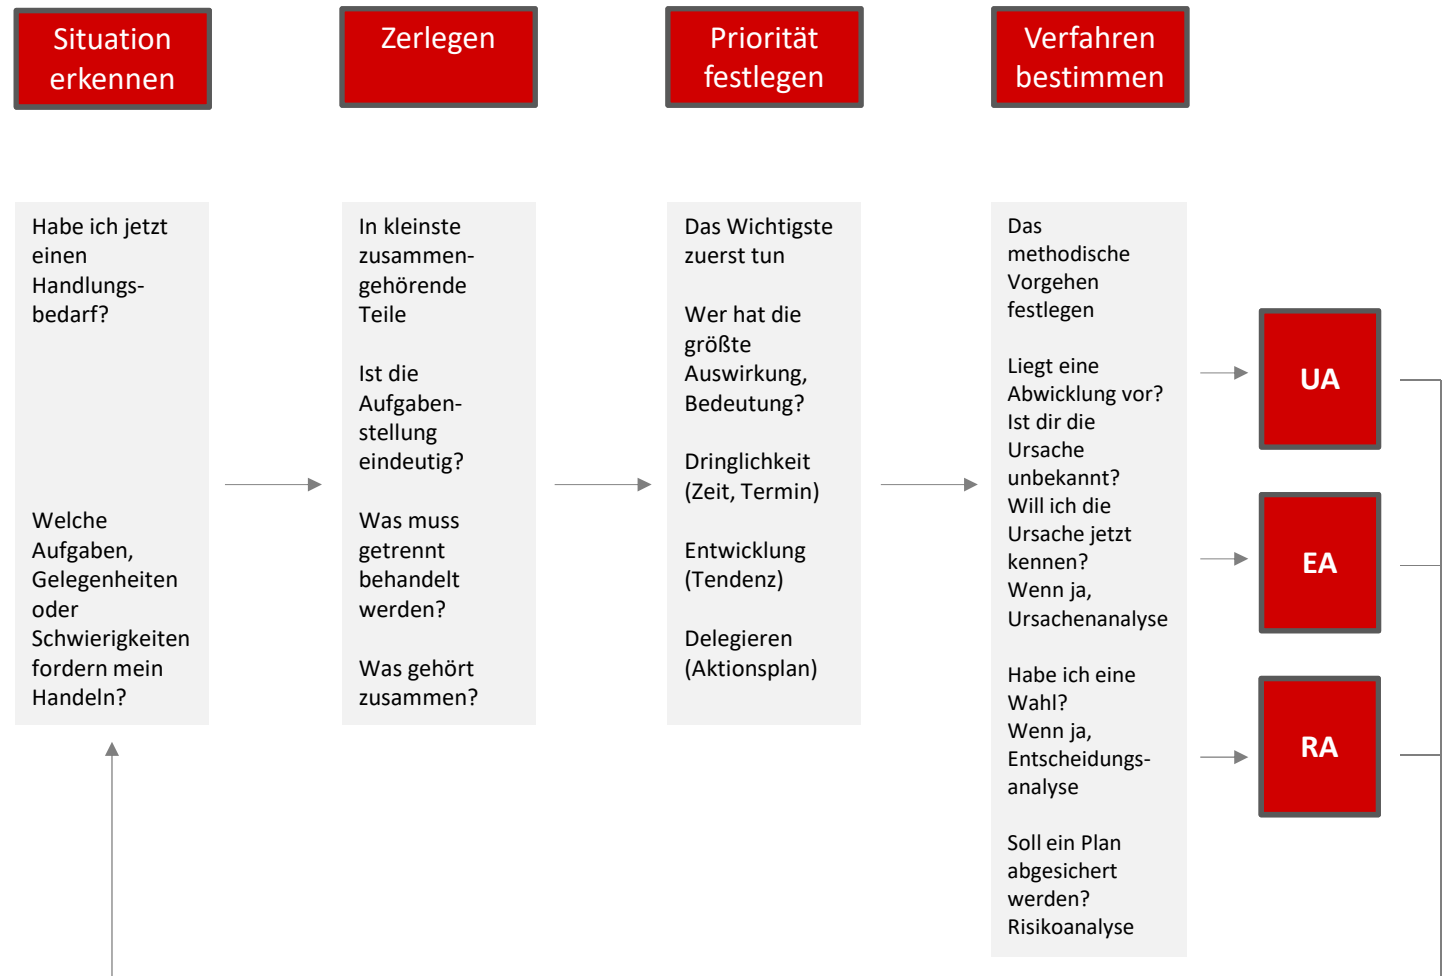 Situation
erkennen
Zerlegen
Priorität
festlegen
Verfahren
bestimmen
Habe ich jetzt
einen
Handlungs-
bedarf?
Welche
Aufgaben,
Gelegenheiten
oder
Schwierigkeiten
fordern mein
Handeln?
In kleinste
zusammen-
gehörende
Teile
Ist die
Aufgaben-
stellung
eindeutig?
Was muss
getrennt
behandelt
werden?
Was gehört
zusammen?
Das Wichtigste
zuerst tun
Wer hat die
größte
Auswirkung,
Bedeutung?
Dringlichkeit
(Zeit, Termin)
Entwicklung
(Tendenz)
Delegieren
(Aktionsplan)
Das
methodische
Vorgehen
festlegen
Liegt eine
Abwicklung vor?
Ist dir die
Ursache
unbekannt?
Will ich die
Ursache jetzt
kennen?
Wenn ja,
Ursachenanalyse
Habe ich eine
Wahl?
Wenn ja,
Entscheidungs-
analyse
Soll ein Plan
abgesichert
werden?
Risikoanalyse
UA
EA
RA